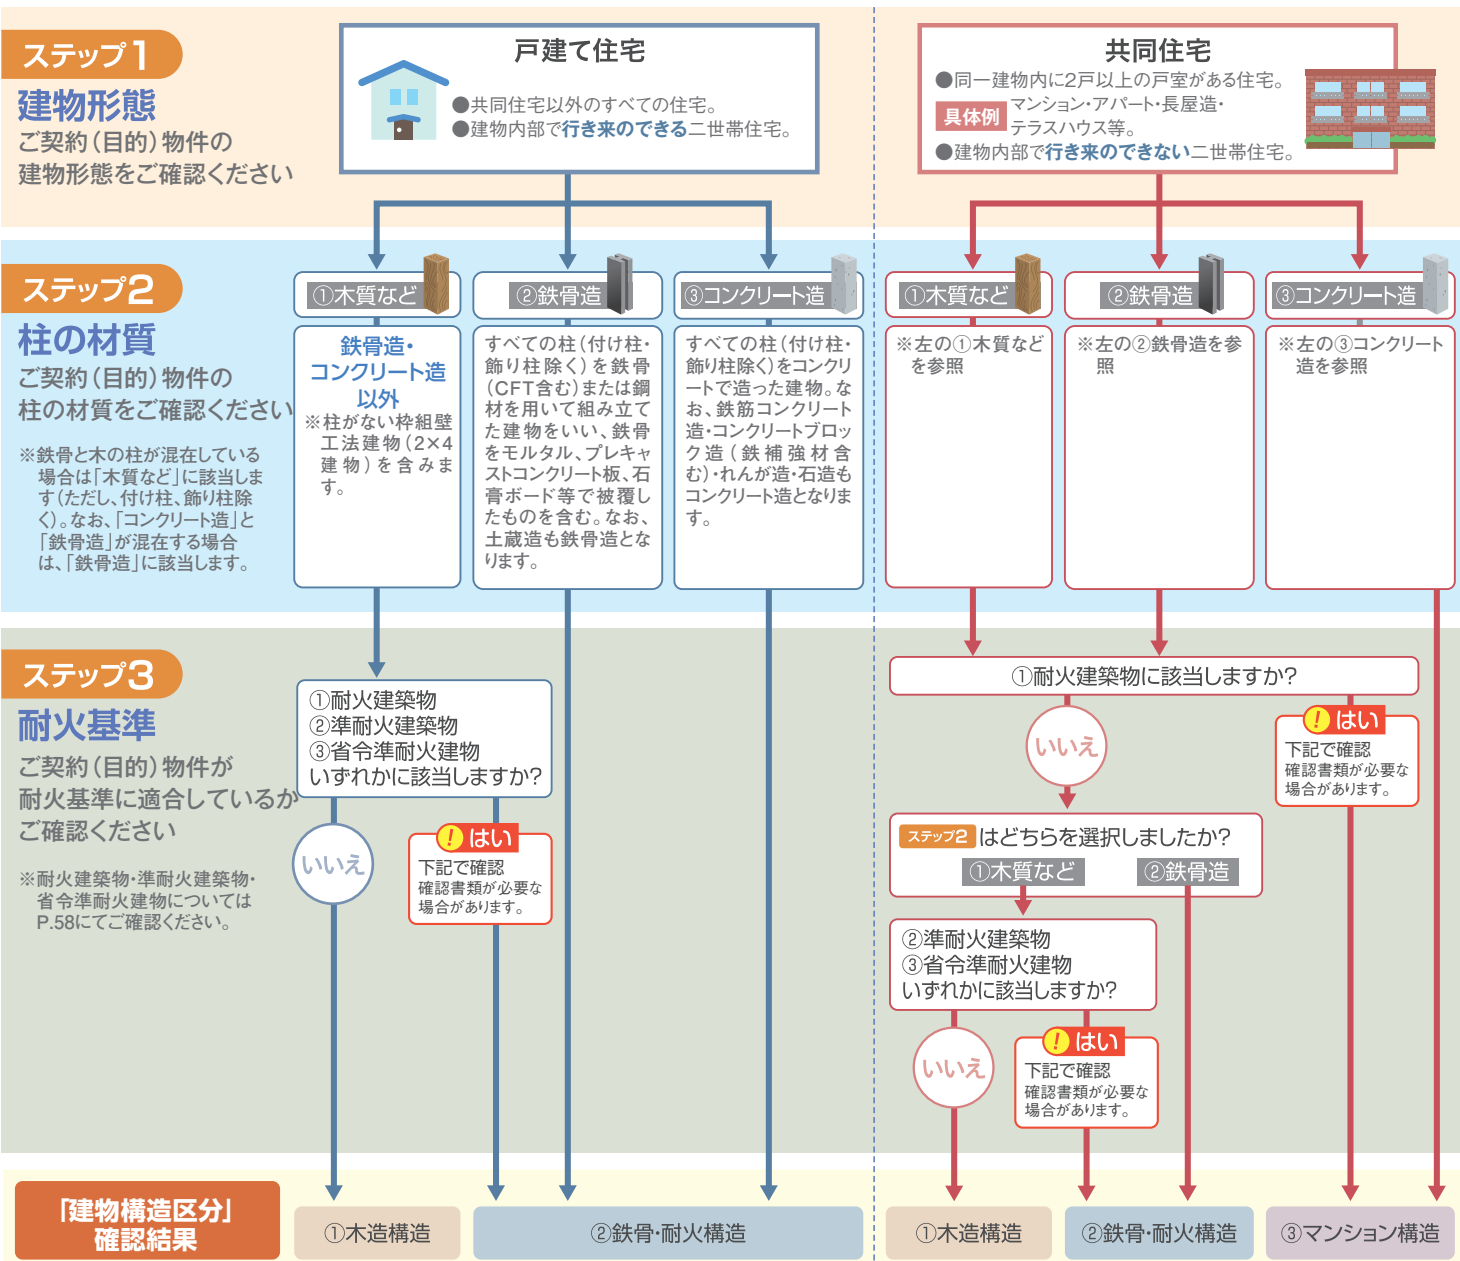 ステップ1
建物形態
ご契約(目的)物件の
建物形態をご確認ください
戸建て住宅
●共同住宅以外のすべての住宅。
●建物内部で行き来のできる二世帯住宅。
共同住宅
●同一建物内に2戸以上の戸室がある住宅。
具体例
マンション・アパート・長屋造・
テラスハウス等。
●建物内部で行き来のできない二世帯住宅。
ステップ2
柱の材質
ご契約(目的)物件の
柱の材質をご確認ください
※鉄骨と木の柱が混在している
場合は「木質など」に該当しま
す(ただし、付け柱、飾り柱除
く)。なお、「コンクリート造」と
「鉄骨造」が混在する場合
は、「鉄骨造」に該当します。
①木質など
鉄骨造・
コンクリート造
以外
※柱がない枠組壁
工法建物(2×4
建物)を含みま
す。
②鉄骨造
すべての柱(付け柱・
飾り柱除く)を鉄骨
(CFT含む)または鋼
材を用いて組み立て
た建物をいい、鉄骨
をモルタル、プレキャ
ストコンクリート板、石
膏ボード等で被覆し
たものを含む。なお、
土蔵造も鉄骨造とな
ります。
③コンクリート造
すべての柱(付け柱・
飾り柱除く)をコンクリ
ートで造った建物。な
お、鉄筋コンクリート
造・コンクリートブロッ
ク造(鉄補強材含
む)・れんが造・石造も
コンクリート造となりま
す。
①木質など
※左の①木質など
を参照
②鉄骨造
※左の②鉄骨造を参
照
③コンクリート造
※左の③コンクリート
造を参照
ステップ3
耐火基準
ご契約(目的)物件が
耐火基準に適合しているか
ご確認ください
※耐火建築物・準耐火建築物・
省令準耐火建物については
P.58にてご確認ください。
①耐火建築物
②準耐火建築物
③省令準耐火建物
いずれかに該当しますか?
いいえ
! はい
下記で確認
確認書類が必要な
場合があります。
①耐火建築物に該当しますか?
いいえ
! はい
下記で確認
確認書類が必要な
場合があります。
ステップ2 はどちらを選択しましたか?
①木質など
②鉄骨造
②準耐火建築物
③省令準耐火建物
いずれかに該当しますか?
いいえ
! はい
下記で確認
確認書類が必要な
場合があります。
「建物構造区分」
確認結果
①木造構造
②鉄骨・耐火構造
①木造構造
②鉄骨・耐火構造
③マンション構造